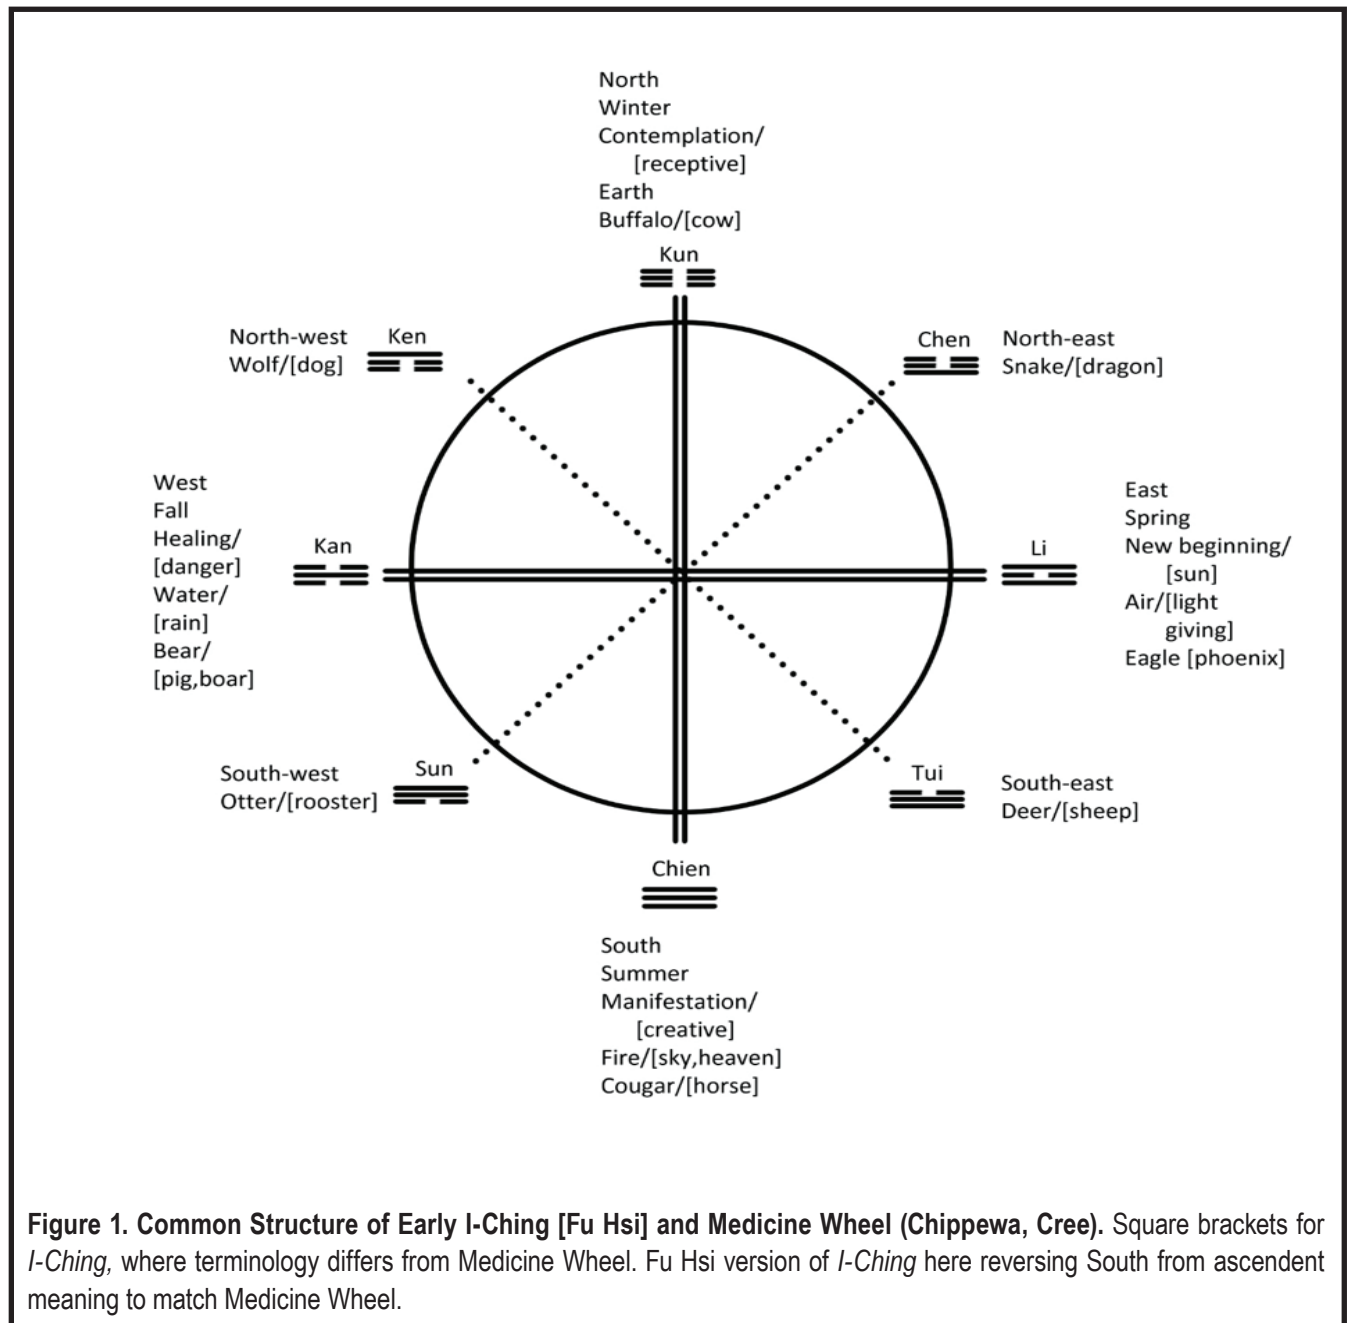 North
Winter
Contemplation/
[receptive]
Earth
Buffalo/[cow]
Kun
North-west
Wolf/[dog]
Ken
Chen
North-east
Snake/[dragon]
West
Fall
Healing/
[danger]
Water/
[rain]
Bear/
[pig,boar]
Kan
Li
East
Spring
New beginning/
[sun]
Air/[light
giving]
Eagle [phoenix]
South-west
Otter/[rooster]
Sun
Tui
South-east
Deer/[sheep]
Chien
South
Summer
Manifestation/
[creative]
Fire/[sky,heaven]
Cougar/[horse]
Figure 1. Common Structure of Early I-Ching [Fu Hsi] and Medicine Wheel (Chippewa, Cree). Square brackets for
I-Ching, where terminology differs from Medicine Wheel. Fu Hsi version of I-Ching here reversing South from ascendent
meaning to match Medicine Wheel.